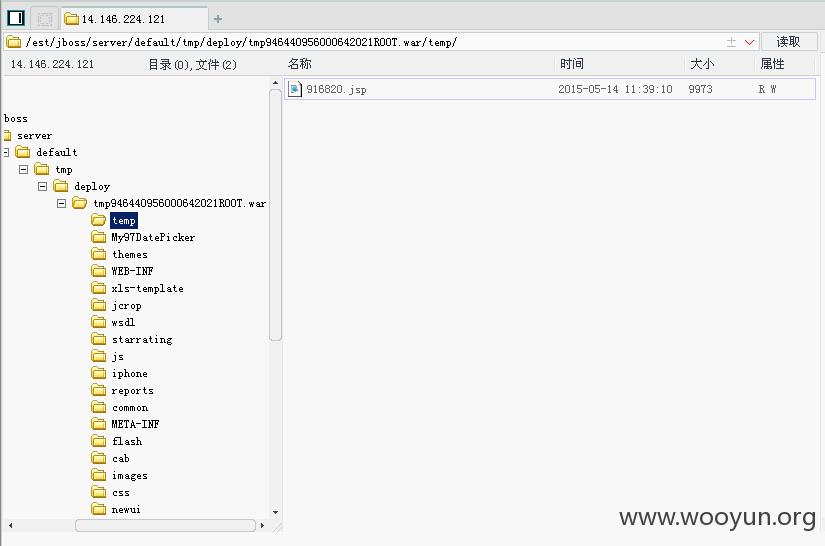 14.146.224.121
/est/jboss/server/default/tmp/deploy/tmp946440956000642021ROOT.war/temp/
读取
14.146.224.121 目录(0),文件(2) 名称 时间 大小 属性
916820.jsp 2015-05-14 11:39:10 9973 R W
boss
server
default
tmp
deploy
tmp946440956000642021ROOT.war
temp
My97DatePicker
themes
WEB-INF
xls-template
jcrop
wsdl
starrating
js
iphone
reports
common
META-INF
flash
cab
images
css
newui
www.wooyun.org